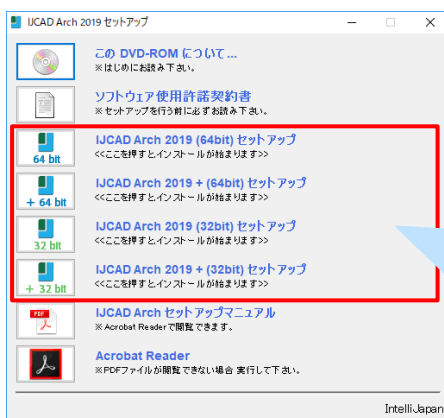 IJCAD Arch 2019 セットアップ
この DVD-ROM について...
※はじめにお読み下さい。
ソフトウェア使用許諾契約書
※セットアップを行う前に必ずお読み下さい。
IJCAD Arch 2019 (64bit) セットアップ
64 bit
<<ここを押すとインストールが始まります>>
IJCAD Arch 2019 + (64bit) セットアップ
+ 64 bit
<<ここを押すとインストールが始まります>>
IJCAD Arch 2019 (32bit) セットアップ
32 bit
<<ここを押すとインストールが始まります>>
IJCAD Arch 2019 + (32bit) セットアップ
+ 32 bit
<<ここを押すとインストールが始まります>>
PDF
IJCAD Arch セットアップマニュアル
※ Acrobat Readerで閲覧できます。
Acrobat Reader
※PDFファイルが閲覧できない場合 実行して下さい。
IntelliJapan